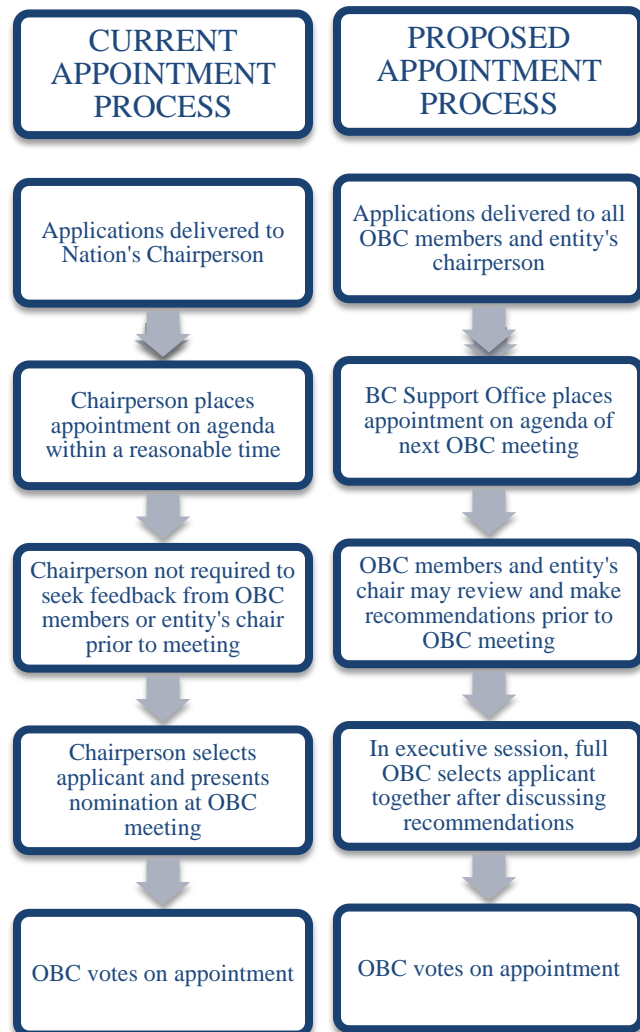 CURRENT
APPOINTMENT
PROCESS
Applications delivered to
Nation's Chairperson
Chairperson places
appointment on agenda
within a reasonable time
Chairperson not required to
seek feedback from OBC
members or entity's chair
prior to meeting
Chairperson selects
applicant and presents
nomination at OBC
meeting
OBC votes on appointment
PROPOSED
APPOINTMENT
PROCESS
Applications delivered to all
OBC members and entity's
chairperson
BC Support Office places
appointment on agenda of
next OBC meeting
OBC members and entity's
chair may review and make
recommendations prior to
OBC meeting
In executive session, full
OBC selects applicant
together after discussing
recommendations
OBC votes on appointment